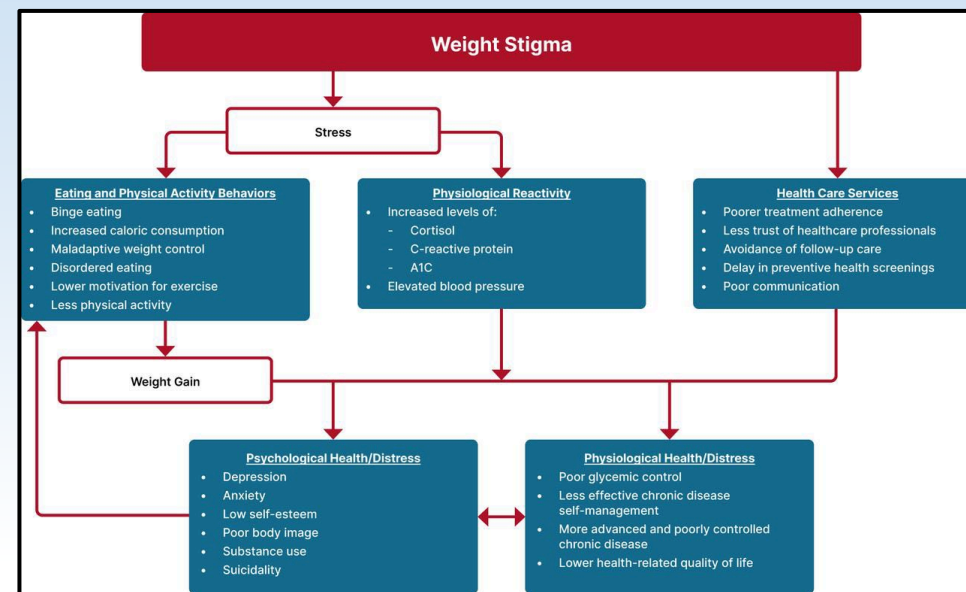 Weight Stigma
Stress
Eating and Physical Activity Behaviors
• Binge eating
• Increased caloric consumption
• Maladaptive weight control
• Disordered eating
• Lower motivation for exercise
• Less physical activity
Physiological Reactivity
• Increased levels of:
- Cortisol
- C-reactive protein
- A1C
• Elevated blood pressure
Health Care Services
• Poorer treatment adherence
• Less trust of healthcare professionals
• Avoidance of follow-up care
• Delay in preventive health screenings
• Poor communication
Weight Gain
Psychological Health/Distress
• Depression
• Anxiety
• Low self-esteem
• Poor body image
• Substance use
• Suicidality
Physiological Health/Distress
• Poor glycemic control
• Less effective chronic disease
self-management
• More advanced and poorly controlled
chronic disease
• Lower health-related quality of life